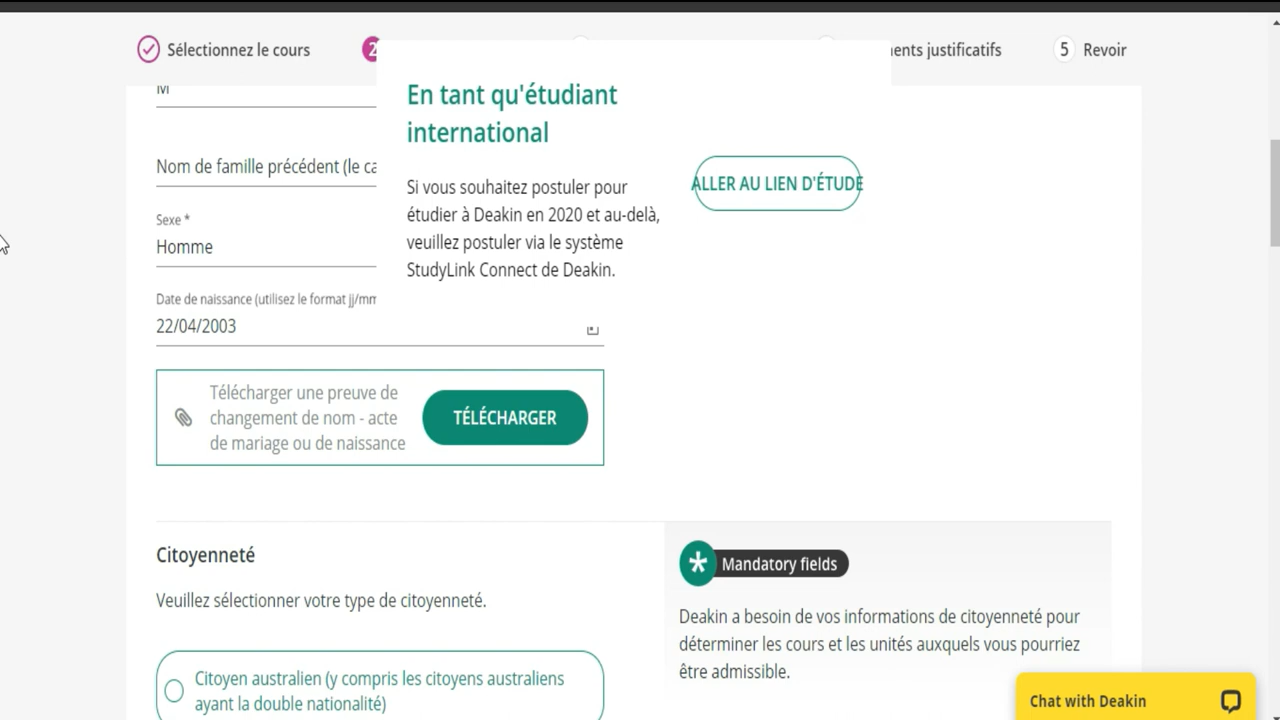 Sélectionnez le cours
2
ents justificatifs
5 Revoir
M
En tant qu'étudiant
international
Nom de famille précédent (le ca
Si vous souhaitez postuler pour
étudier à Deakin en 2020 et au-delà,
veuillez postuler via le système
StudyLink Connect de Deakin.
ALLER AU LIEN D'ÉTUDE
Sexe *
Homme
Date de naissance (utilisez le format jj/mm
22/04/2003
Télécharger une preuve de
changement de nom - acte
de mariage ou de naissance
TÉLÉCHARGER
Citoyenneté
Veuillez sélectionner votre type de citoyenneté.
Citoyen australien (y compris les citoyens australiens
ayant la double nationalité)
Mandatory fields
Deakin a besoin de vos informations de citoyenneté pour
déterminer les cours et les unités auxquels vous pourriez
être admissible.
Chat with Deakin